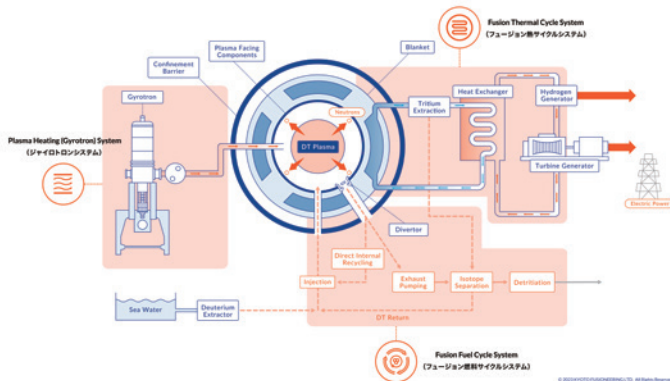 Fusion Thermal Cycle System
(フュージョン熱サイクルシステム)
Plasma Facing
Components
Blanket
Confinement
Barrier
Gyrotron
Neutrons
Tritium
Extraction
Heat Exchanger
Hydrogen
Generator
Plasma Heating (Gyrotron) System
(ジャイロトロンシステム)
DT Plasma
Turbine Generator
Electric Power
Divertor
Direct Internal
Recycling
Injection
Exhaust
Pumping
Isotope
Separation
Detritiation
Sea Water
Deuterium
Extractor
DT Return
Fusion Fuel Cycle System
(フュージョン燃料サイクルシステム)